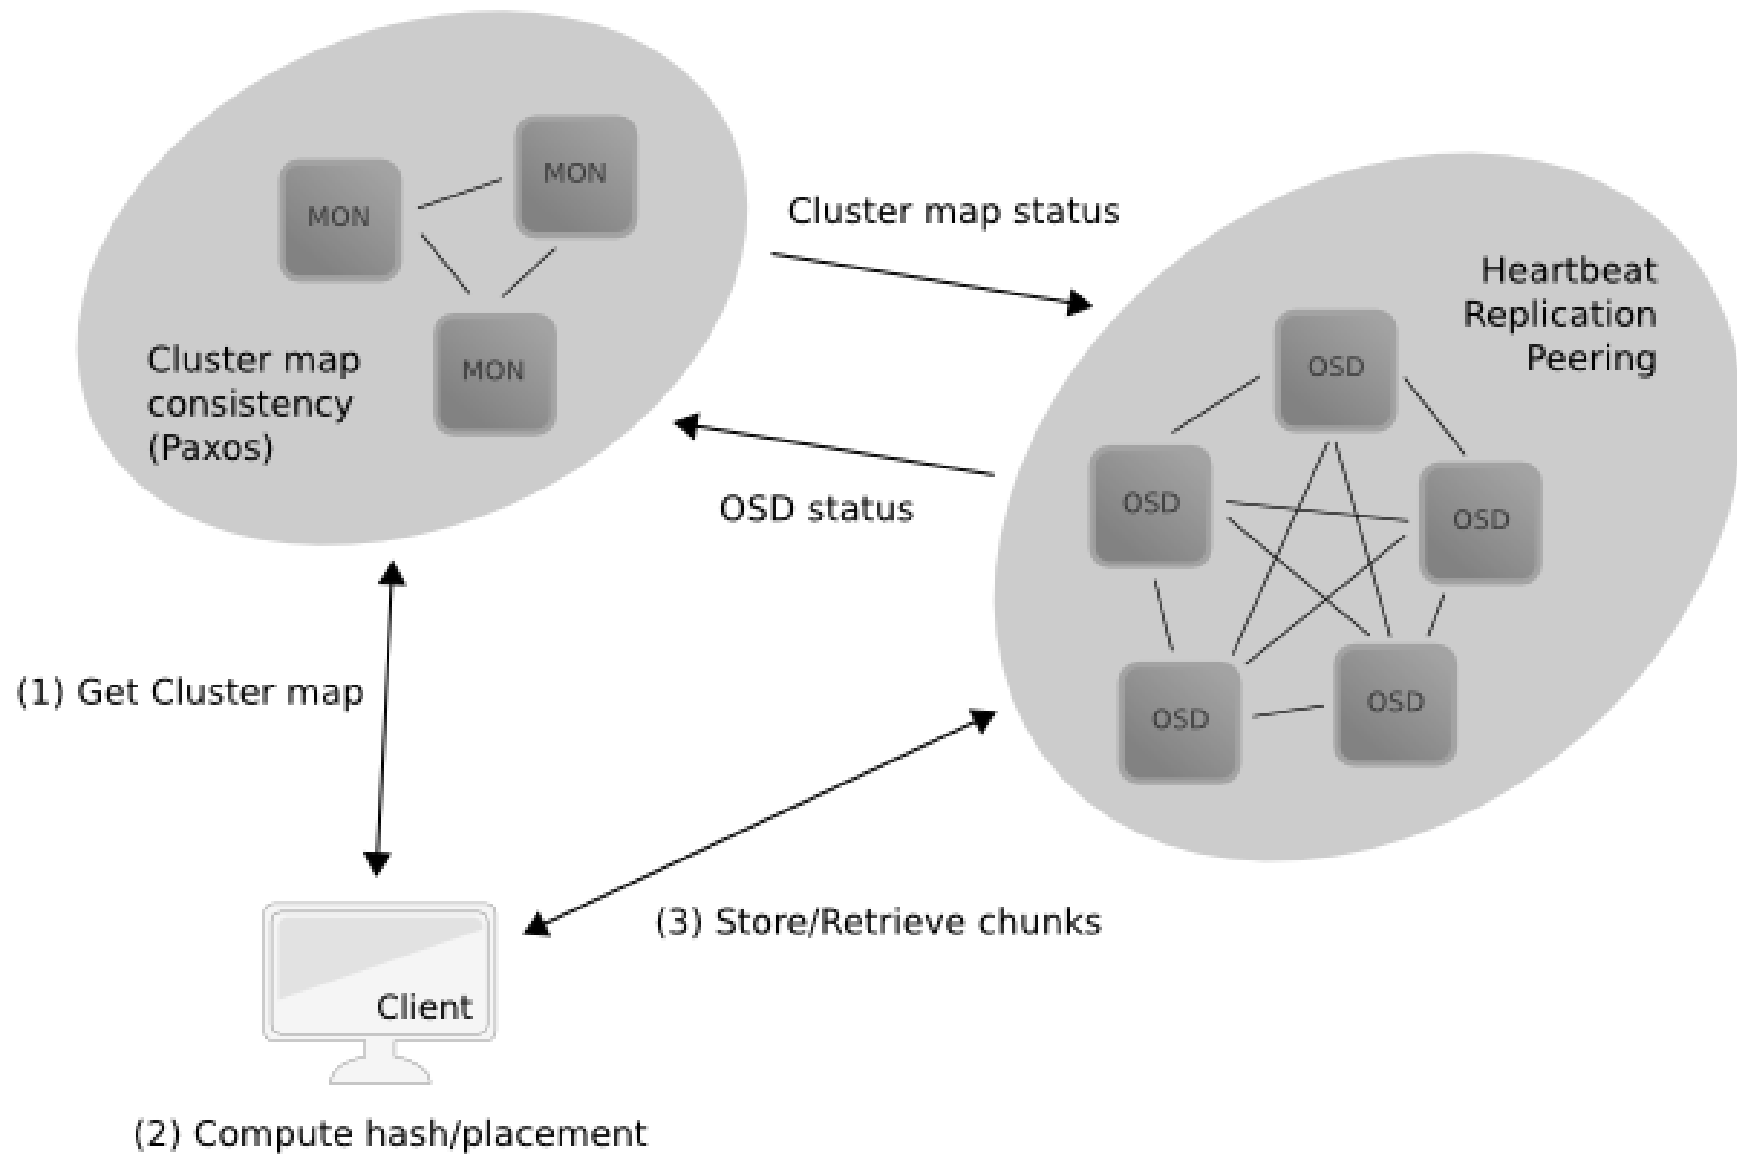 MON
MON
MON
Cluster map
consistency
(Paxos)
Cluster map status
OSD status
Heartbeat
Replication
Peering
OSD
OSD
OSD
OSD
OSD
(1) Get Cluster map
(3) Store/Retrieve chunks
Client
(2) Compute hash/placement